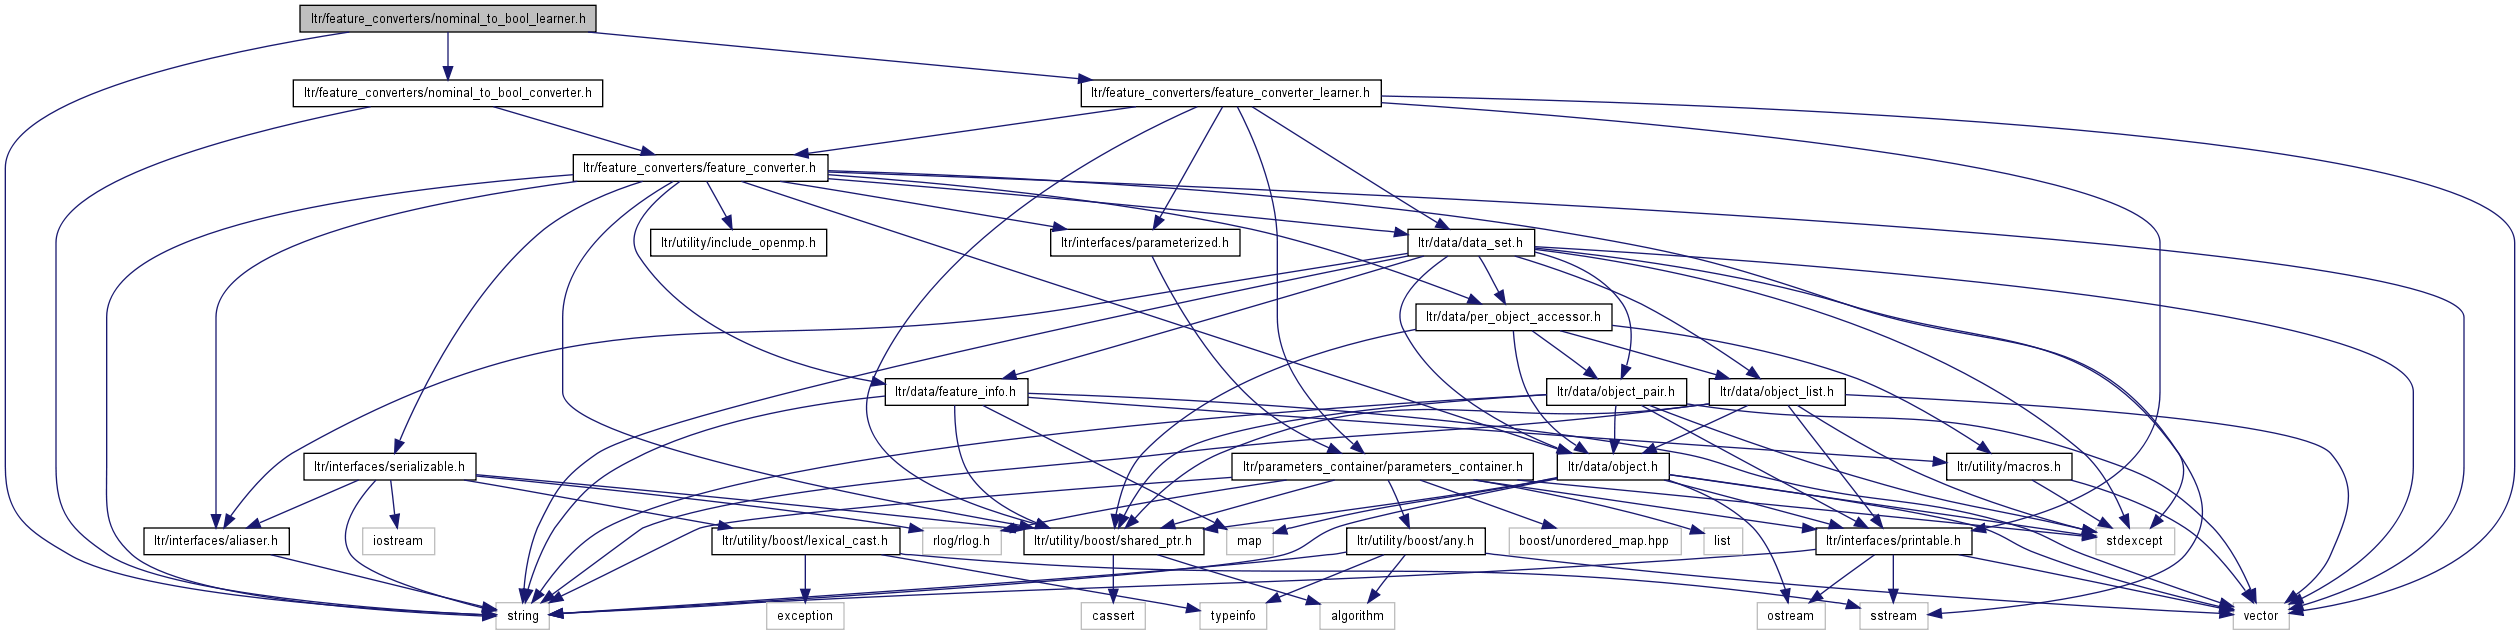 ltr/feature_converters/nominal_to_bool_learner.h
ltr/feature_converters/nominal_to_bool_converter.h
ltr/feature_converters/feature_converter_learner.h
ltr/feature_converters/feature_converter.h
ltr/utility/include_openmp.h
ltr/interfaces/parameterized.h
ltr/data/data_set.h
ltr/data/per_object_accessor.h
ltr/data/feature_info.h
ltr/data/object_pair.h
ltr/data/object_list.h
ltr/interfaces/serializable.h
ltr/parameters_container/parameters_container.h
ltr/data/object.h
ltr/utility/macros.h
ltr/interfaces/aliaser.h
iostream
ltr/utility/boost/lexical_cast.h
rlog/rlog.h
ltr/utility/boost/shared_ptr.h
map
ltr/utility/boost/any.h
boost/unordered_map.hpp
list
ltr/interfaces/printable.h
stdexcept
string
exception
cassert
typeinfo
algorithm
ostream
sstream
vector